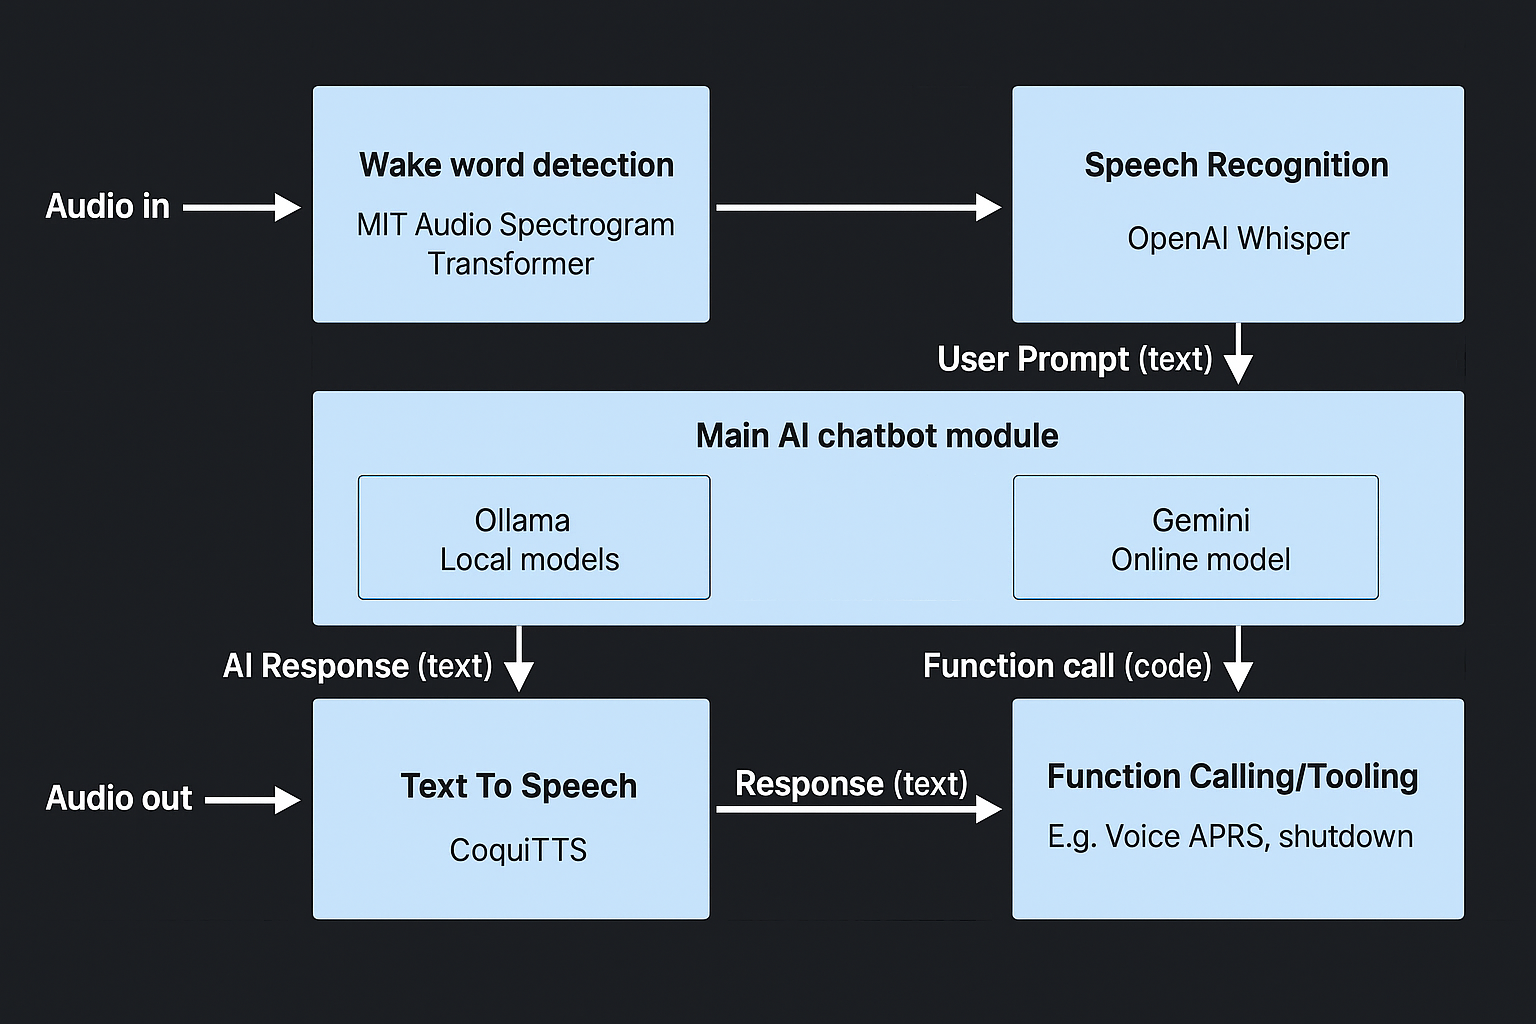 Audio in
Wake word detection
MIT Audio Spectrogram
Transformer
Speech Recognition
OpenAI Whisper
User Prompt (text)
Main AI chatbot module
Ollama
Local models
Gemini
Online model
AI Response (text)
Function call (code)
Audio out
Text To Speech
CoquiTTS
Response (text)
Function Calling/Tooling
E.g. Voice APRS, shutdown